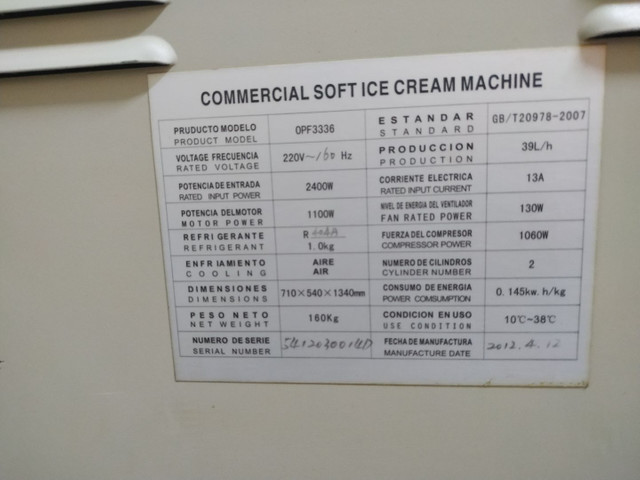 COMMERCIAL SOFT ICE CREAM MACHINE
PRUDUCTO MODELO OPF3336 ESTANDAR GB/T20978-2007
PRODUCT MODEL STANDARD
VOLTAGE FRECUENCIA 220V~/60 Hz PRODUCCION 39L/h
RATED VOLTAGE PRODUCTION
POTENCIA DE ENTRADA 2400W CORRIENTE ELECTRICA 13A
RATED INPUT POWER RATED INPUT CURRENT
POTENCIA DELMOTOR 1100W NIVEL DE ENERGIA DEL VENTILADOR 130W
MOTOR POWER FAN RATED POWER
REFRIGERANTE R FUERZA DEL COMPRESOR 1060W
REFRIGERANT 1.0kg COMPRESSOR POWER
ENFRIAMIENTO AIRE NUMERO DE CILINDROS 2
COOLING AIR CYLINDER NUMBER
DIMENSIONES 710×540×1340mm CONSUMO DE ENERGIA 0.145kw.h/kg
DIMENSIONS POWER COMSUMPTION
PESO NETO 160Kg CONDICION EN USO 10℃-38℃
NET WEIGHT USE CONDITION
NUMERO DE SERIE FECHA DE MANUFACTURA 2012.4.12
SERIAL NUMBER MANUFACTURE DATE